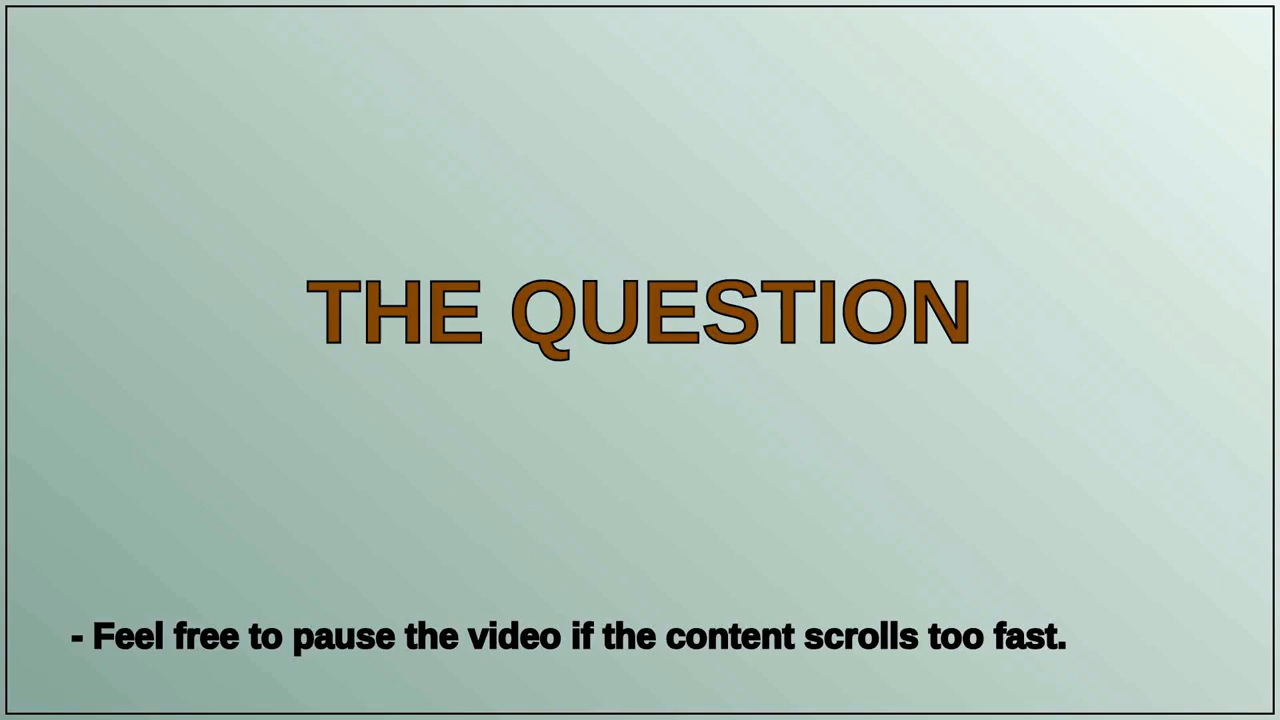 THE QUESTION
- Feel free to pause the video if the content scrolls too fast.